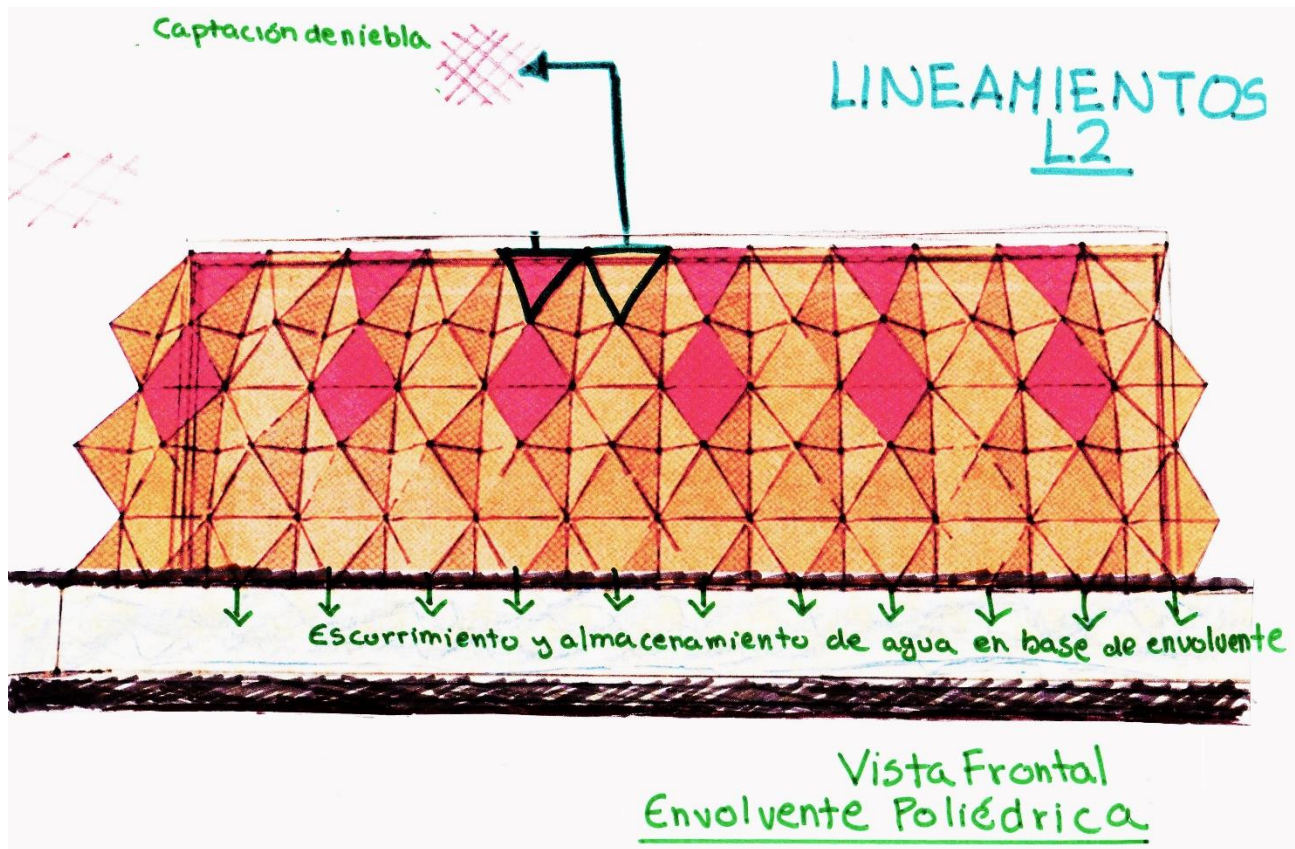 Captación de niebla
LINEAMIENTOS
L2
Escurrimiento y almacenamiento de agua en base de envolvente
Vista Frontal
Envolvente Poliédrica